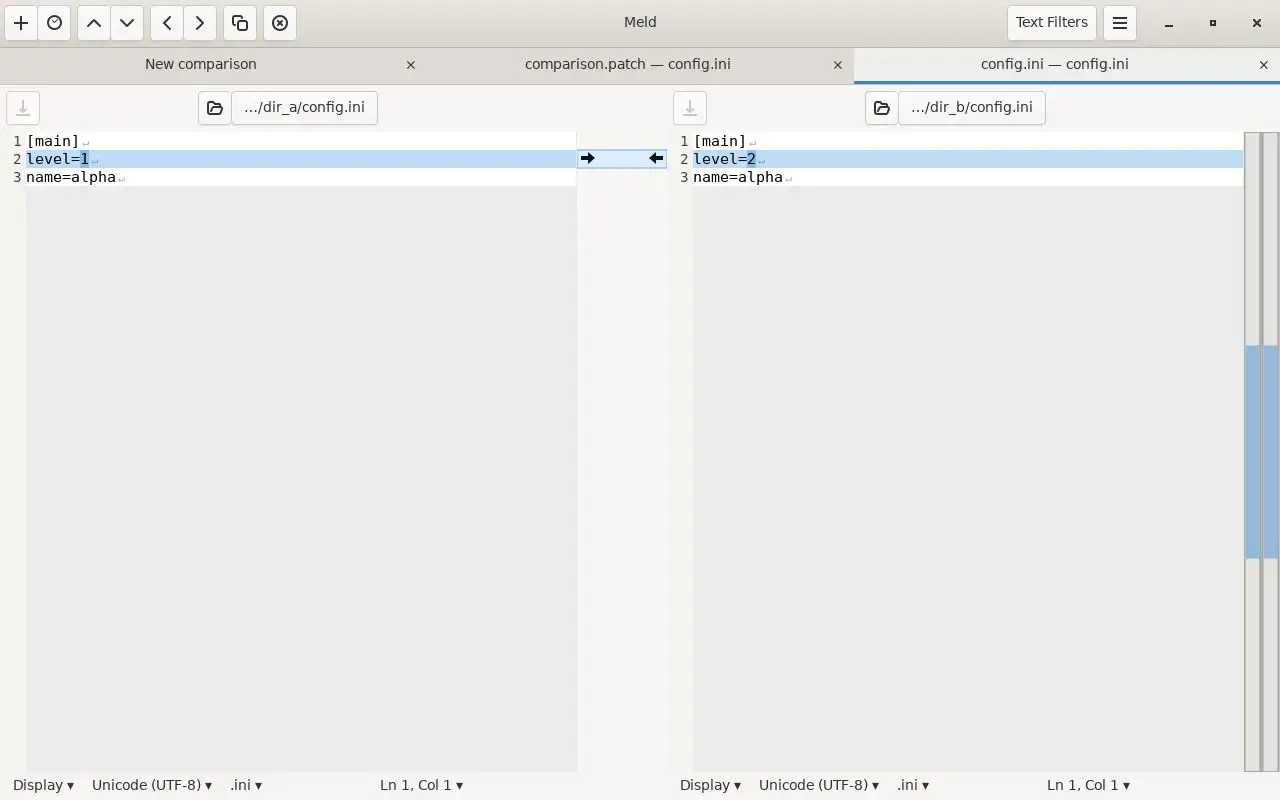 Meld
Text Filters
New comparison
comparison.patch — config.ini
config.ini — config.ini
.../dir_a/config.ini
.../dir_b/config.ini
1 [main]↵
2 level=1↵
3 name=alpha↵
1 [main]↵
2 level=2↵
3 name=alpha↵
Display ▾ Unicode (UTF-8) ▾ .ini ▾ Ln 1, Col 1 ▾
Display ▾ Unicode (UTF-8) ▾ .ini ▾ Ln 1, Col 1 ▾